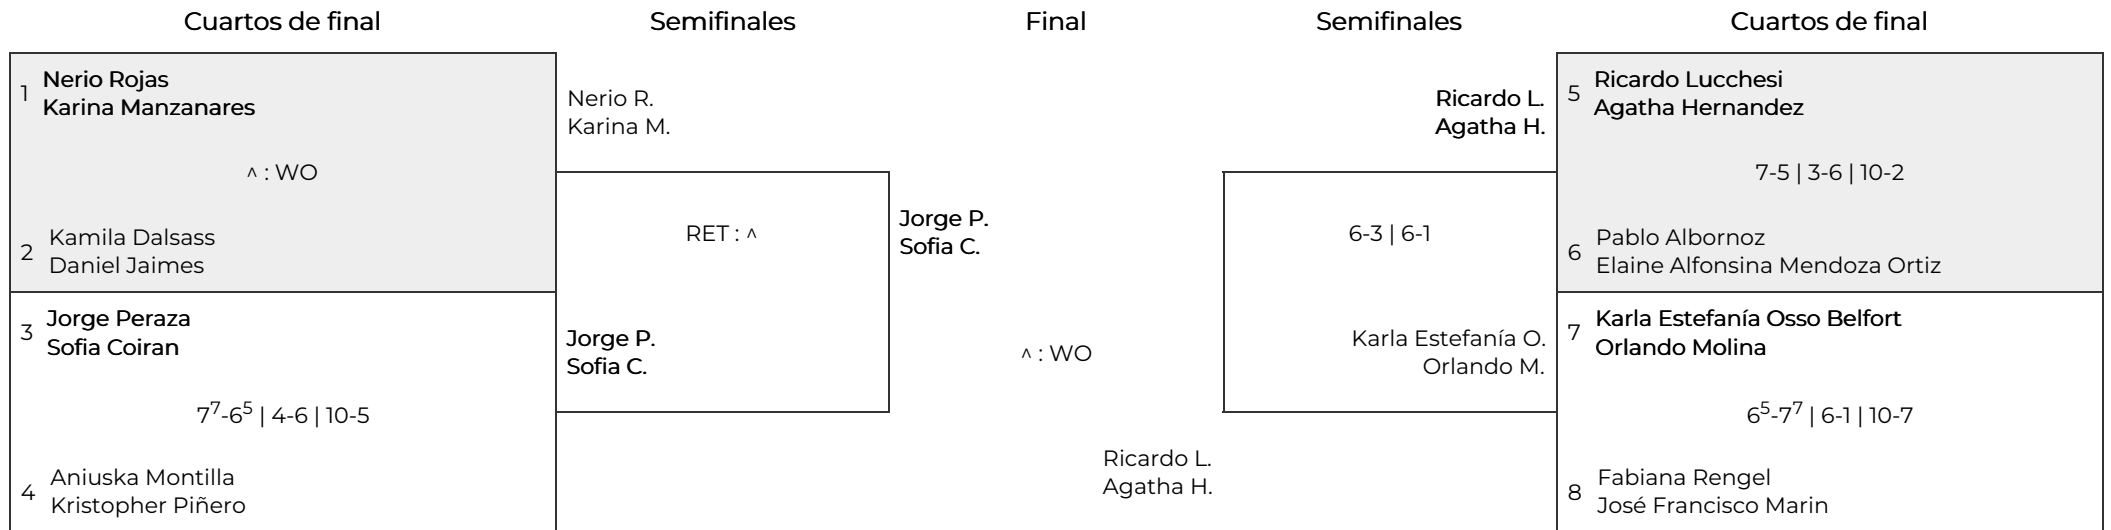 Cuartos de final
Semifinales
Final
Semifinales
Cuartos de final
1
Nerio Rojas
Karina Manzanares
^ : WO
2
Kamila Dalsass
Daniel Jaimes
3
Jorge Peraza
Sofia Coiran
7⁷-6⁵ | 4-6 | 10-5
4
Aniuska Montilla
Kristopher Piñero
Nerio R.
Karina M.
RET : ^
Jorge P.
Sofia C.
Jorge P.
Sofia C.
^ : WO
Ricardo L.
Agatha H.
Ricardo L.
Agatha H.
6-3 | 6-1
Karla Estefanía O.
Orlando M.
5
Ricardo Lucchesi
Agatha Hernandez
7-5 | 3-6 | 10-2
6
Pablo Albornoz
Elaine Alfonsina Mendoza Ortiz
7
Karla Estefanía Osso Belfort
Orlando Molina
6⁵-7⁷ | 6-1 | 10-7
8
Fabiana Rengel
José Francisco Marin